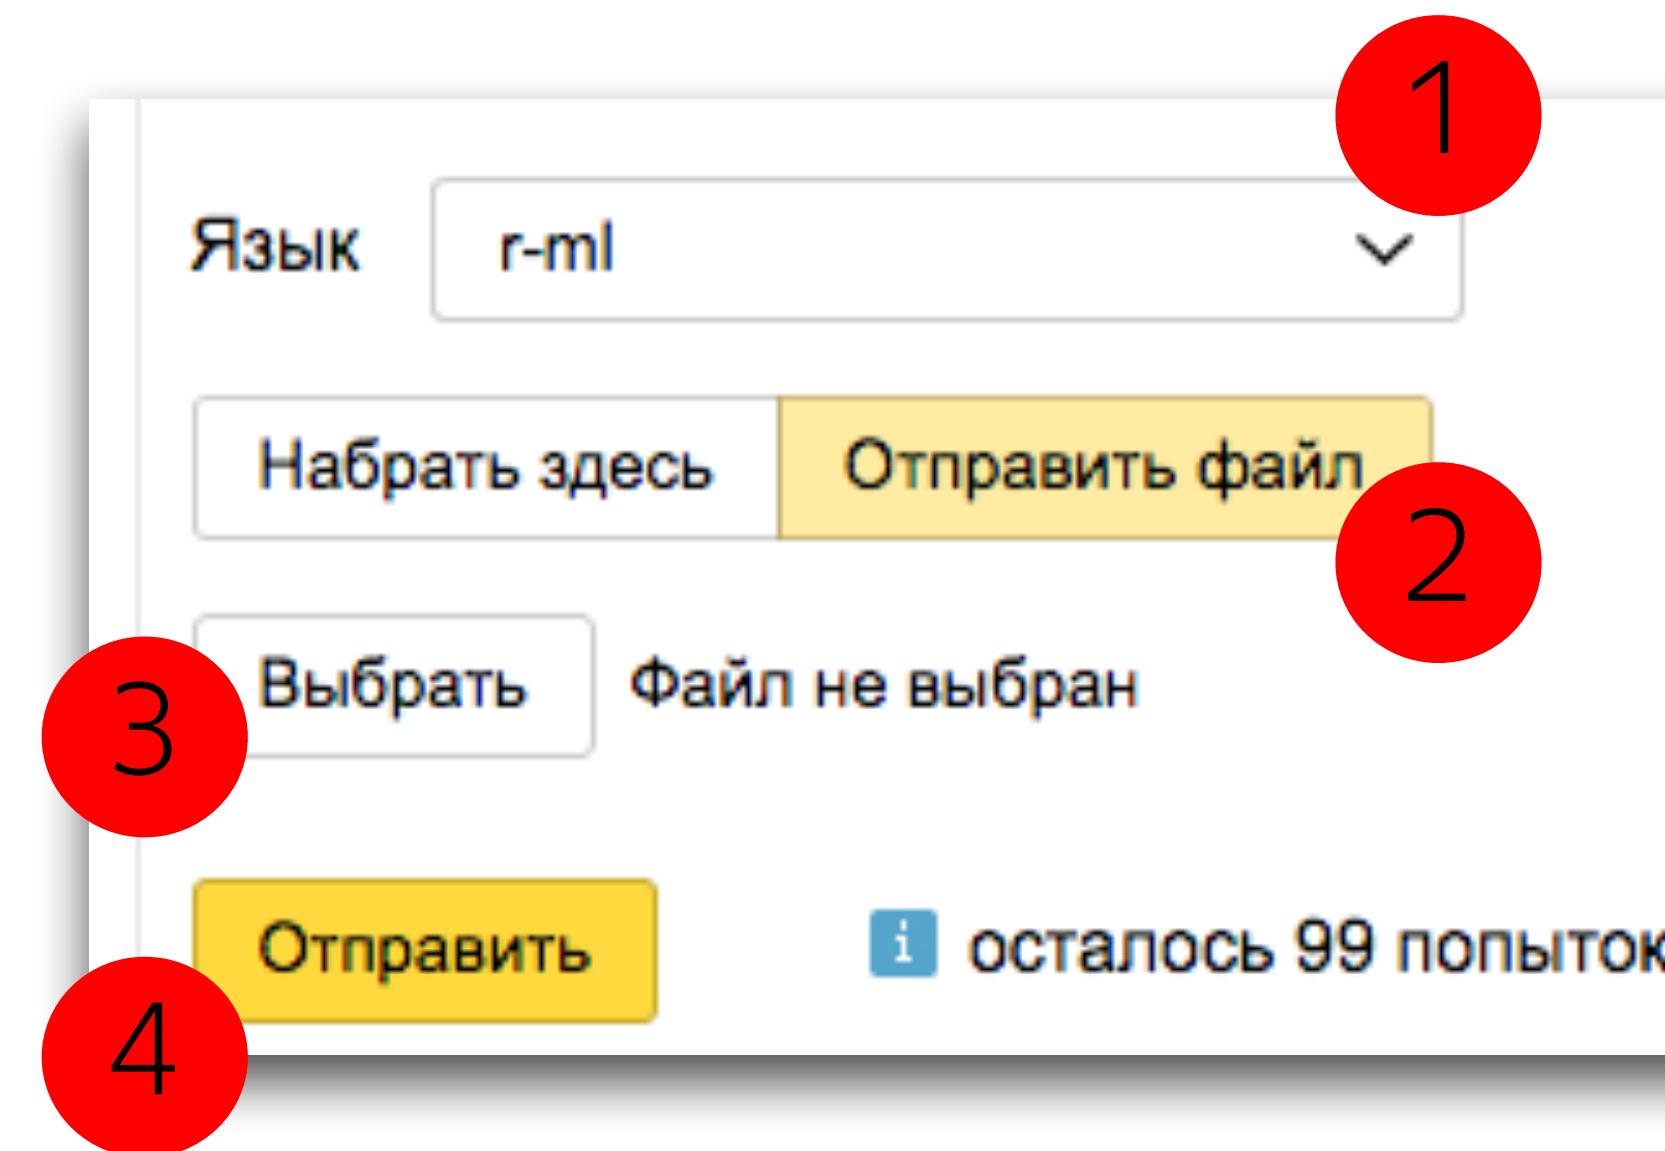 1
Язык r-ml
Набрать здесь Отправить файл
2
Выбрать Файл не выбран
3
Отправить i осталось 99 попыток
4